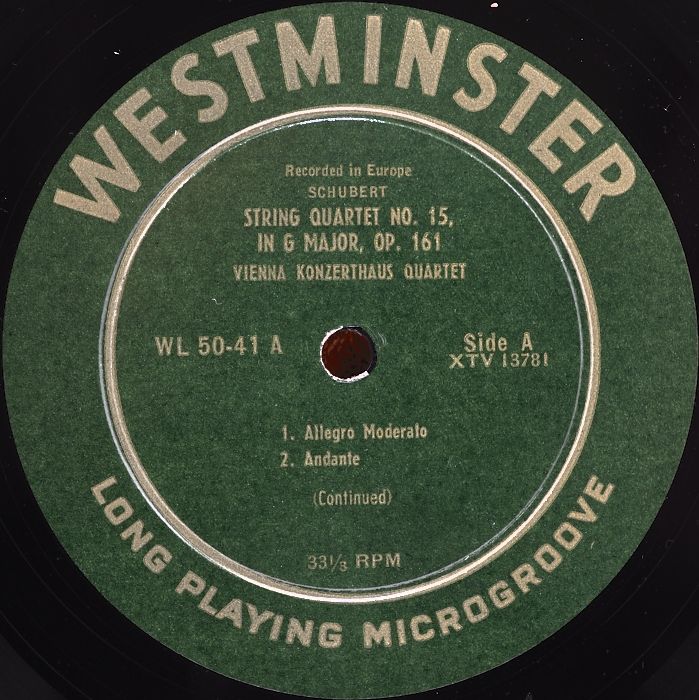 WESTMINSTER
Recorded in Europe
SCHUBERT
STRING QUARTET NO. 15,
IN G MAJOR, OP. 161
VIENNA KONZERTHAUS QUARTET
WL 50-41 A
Side A
XTV 13781
1. Allegro Moderato
2. Andante
(Continued)
33⅓ RPM
LONG PLAYING MICROGROOVE